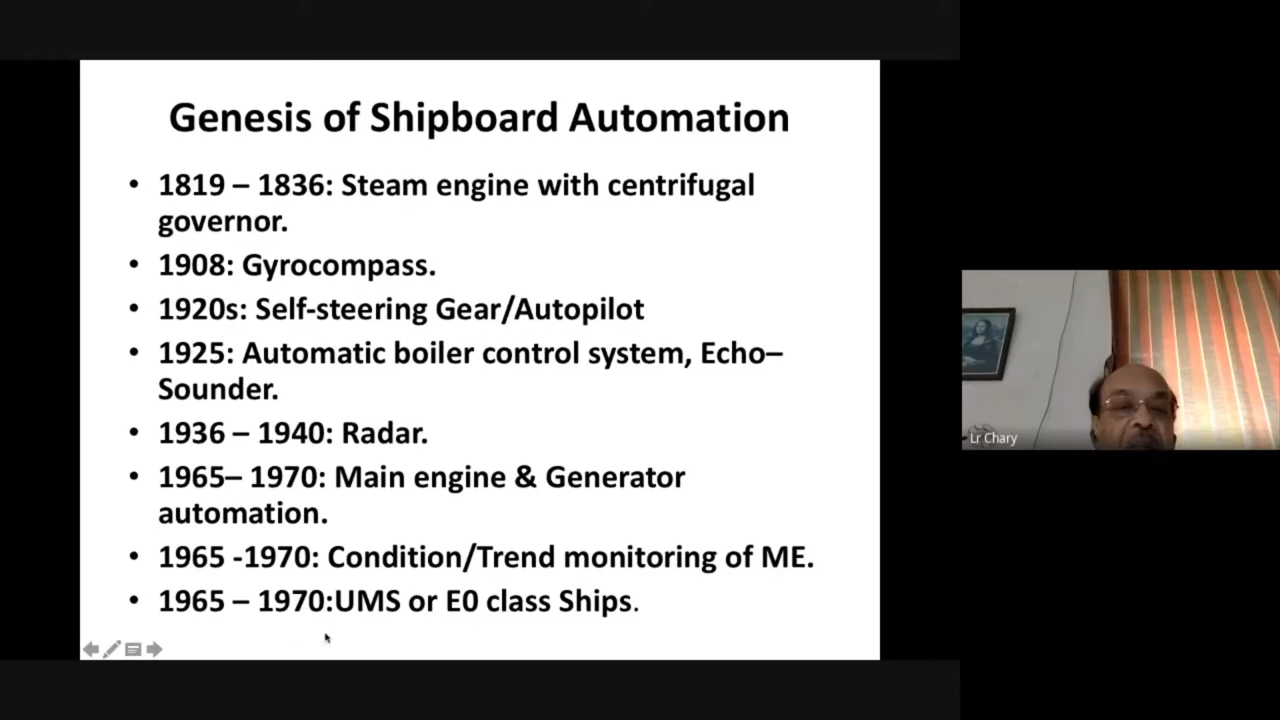 Genesis of Shipboard Automation
• 1819 – 1836: Steam engine with centrifugal
governor.
• 1908: Gyrocompass.
• 1920s: Self-steering Gear/Autopilot
• 1925: Automatic boiler control system, Echo–
Sounder.
• 1936 – 1940: Radar.
• 1965– 1970: Main engine & Generator
automation.
• 1965 -1970: Condition/Trend monitoring of ME.
• 1965 – 1970:UMS or E0 class Ships.
Lr Chary